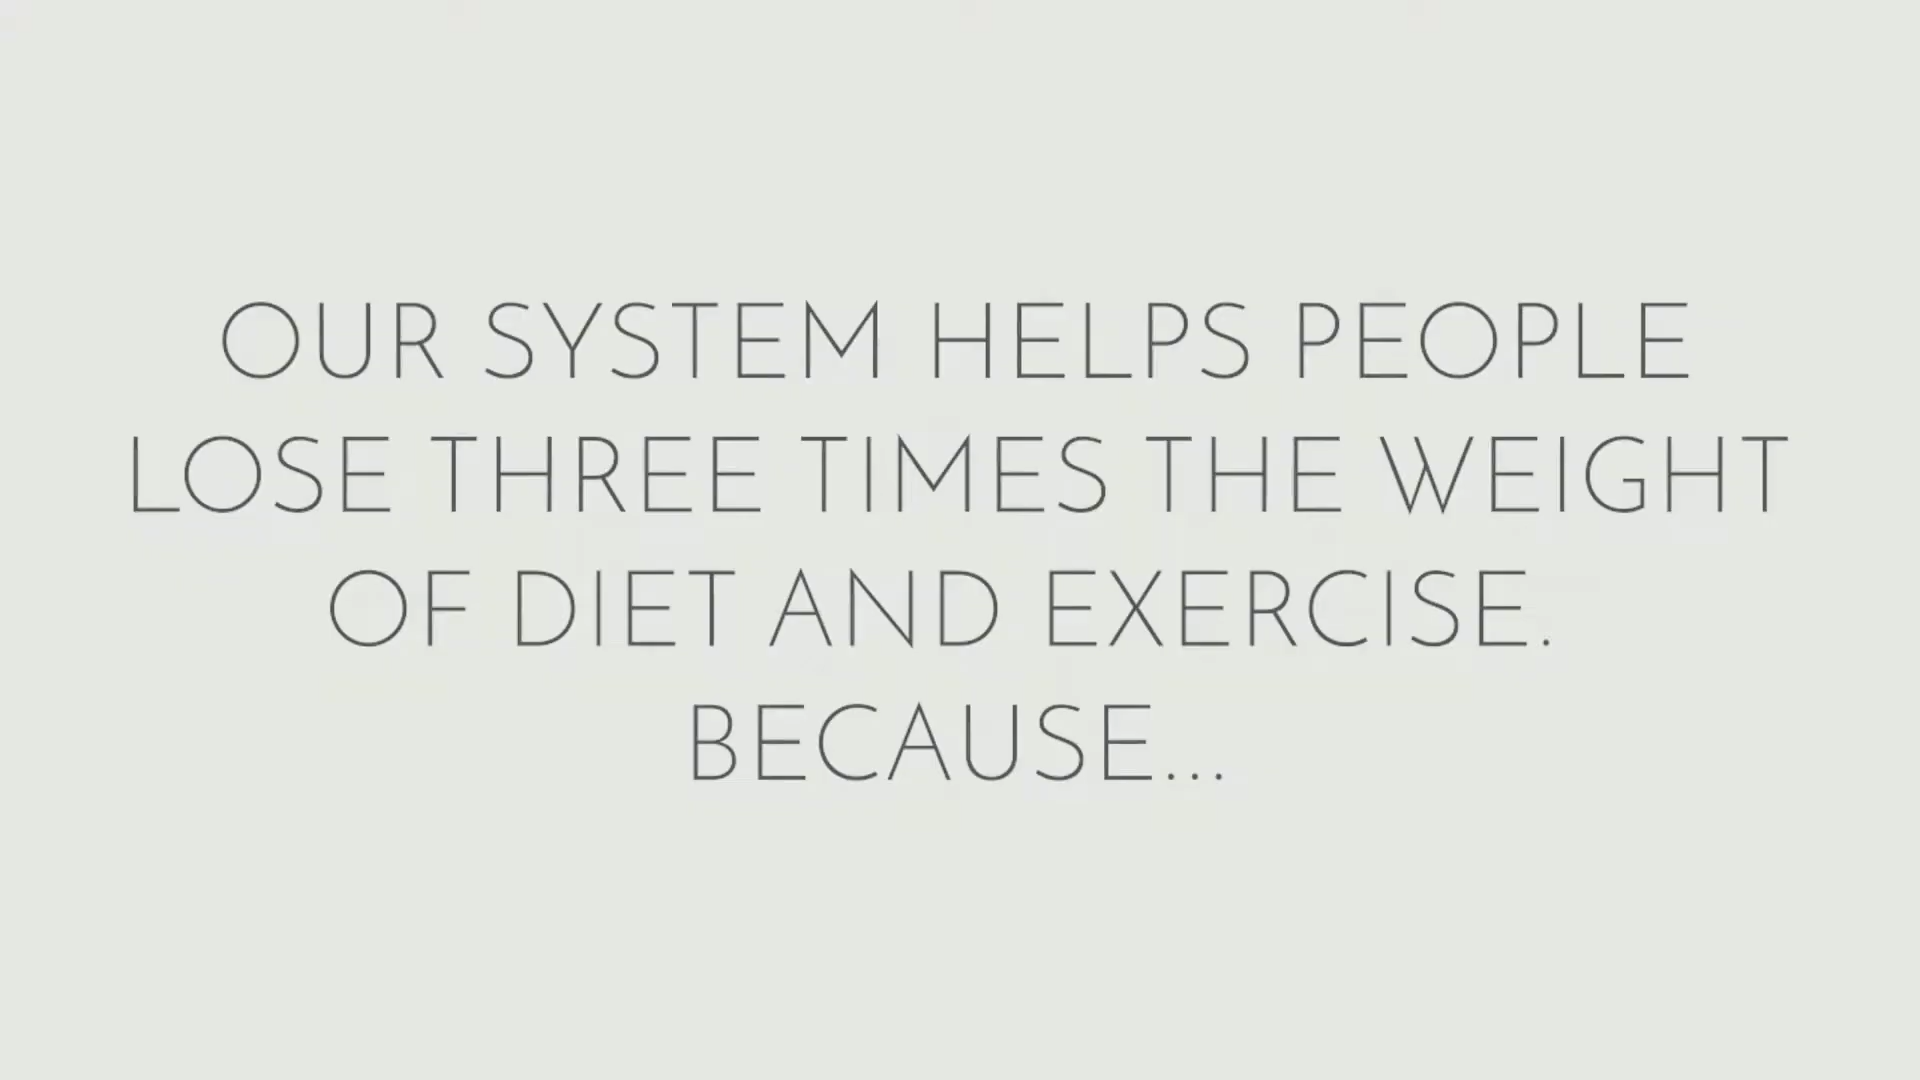 OUR SYSTEM HELPS PEOPLE
LOSE THREE TIMES THE WEIGHT
OF DIET AND EXERCISE.
BECAUSE...